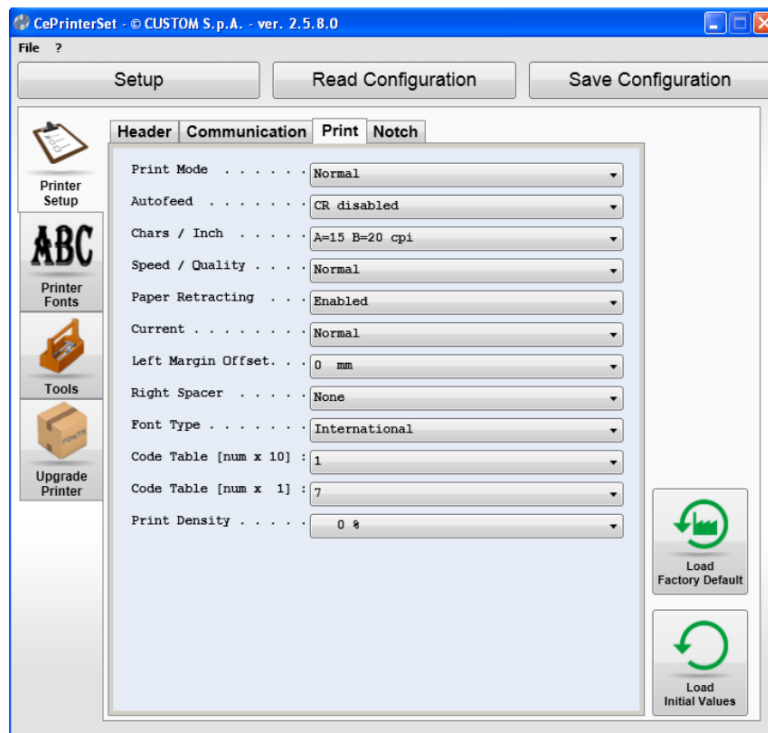 CePrinterSet - © CUSTOM S.p.A. - ver. 2.5.8.0
File ?
Setup Read Configuration Save Configuration
Header Communication Print Notch
Printer
Setup
ABC
Printer
Fonts
Tools
FONTS
Upgrade
Printer
Print Mode . . . . . . Normal
Autofeed . . . . . . . CR disabled
Chars / Inch . . . . . A=15 B=20 cpi
Speed / Quality . . . . Normal
Paper Retracting . . . Enabled
Current . . . . . . . . Normal
Left Margin Offset. . . 0 mm
Right Spacer . . . . . None
Font Type . . . . . . . International
Code Table [num x 10] : 1
Code Table [num x 1] : 7
Print Density . . . . . 0 %
Load
Factory Default
Load
Initial Values